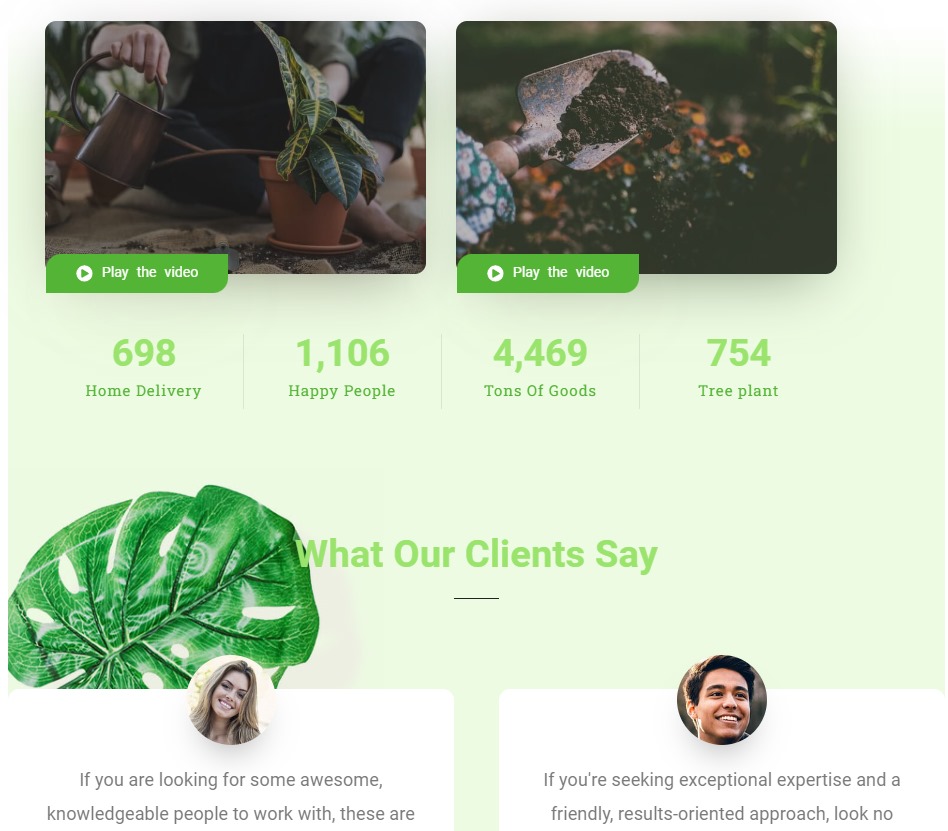 Play the video
Play the video
698
Home Delivery
1,106
Happy People
4,469
Tons Of Goods
754
Tree plant
What Our Clients Say
If you are looking for some awesome,
knowledgeable people to work with, these are
If you're seeking exceptional expertise and a
friendly, results-oriented approach, look no